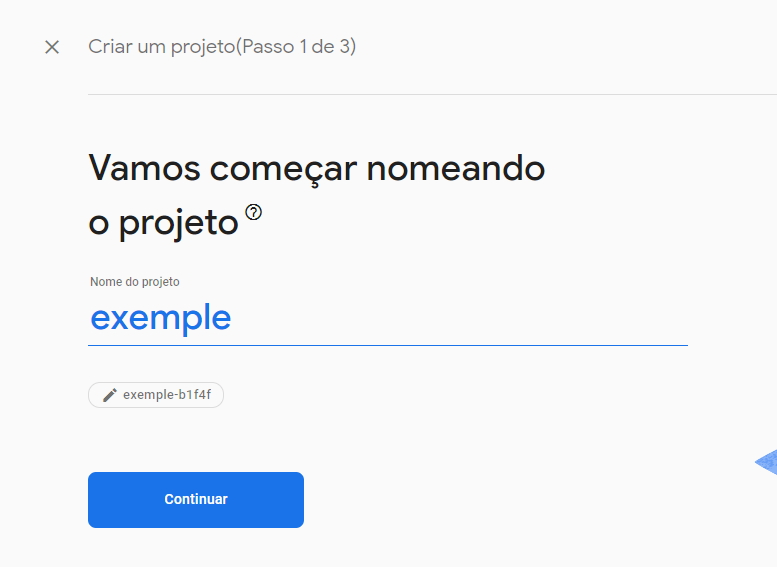 Criar um projeto(Passo 1 de 3)
Vamos começar nomeando
o projeto
Nome do projeto
exemple
exemple-b1f4f
Continuar